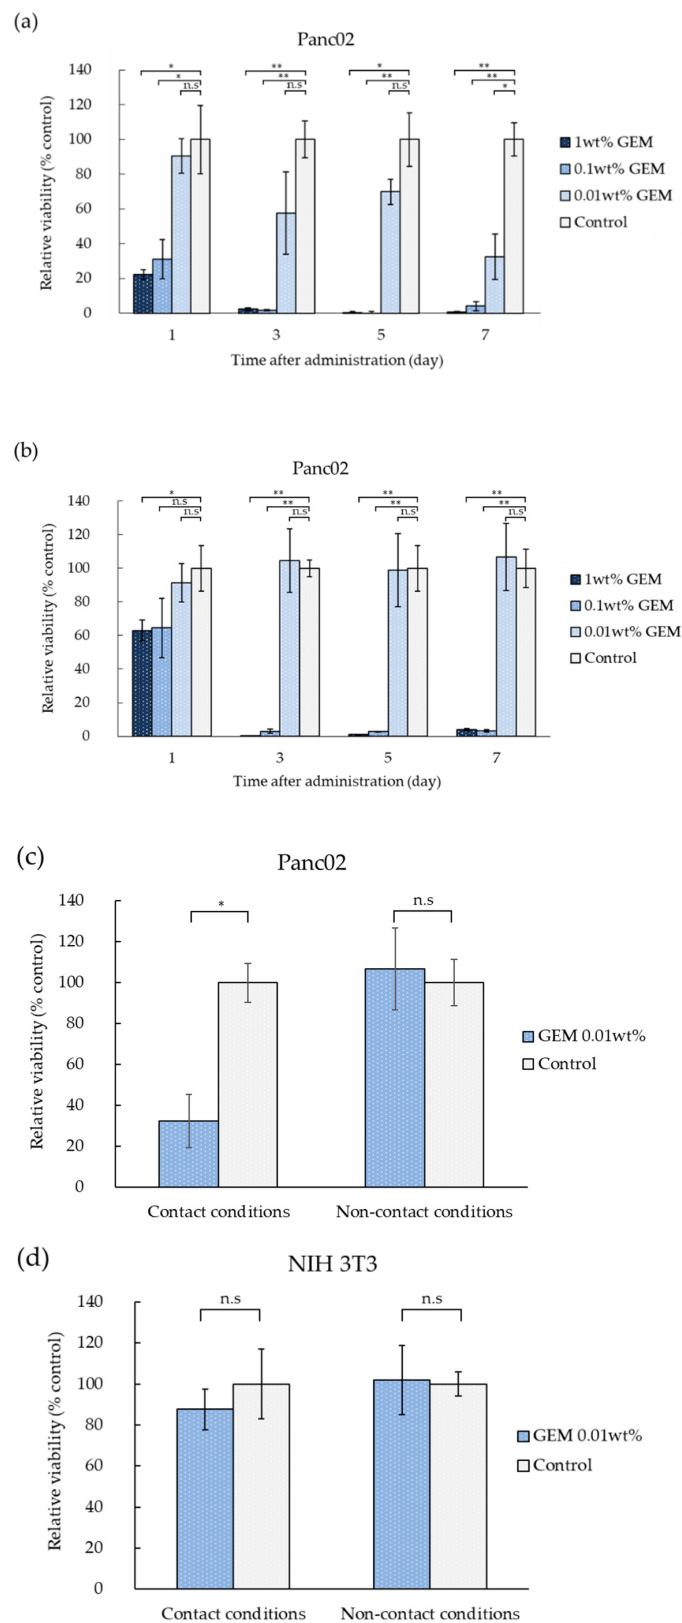 (a)
Panc02
Relative viability (% control)
140
120
100
80
60
40
20
0
* ** * **
* ** ** **
n.s n.s n.s *
1 3 5 7
Time after administration (day)
1wt% GEM
0.1wt% GEM
0.01wt% GEM
Control
(b)
Panc02
Relative viability (% control)
140
120
100
80
60
40
20
0
* ** ** **
n.s ** ** **
n.s n.s n.s n.s
1 3 5 7
Time after administration (day)
1wt% GEM
0.1wt% GEM
0.01wt% GEM
Control
(c)
Panc02
Relative viability (% control)
140
120
100
80
60
40
20
0
* n.s
Contact conditions Non-contact conditions
GEM 0.01wt%
Control
(d)
NIH 3T3
Relative viability (% control)
140
120
100
80
60
40
20
0
n.s n.s
Contact conditions Non-contact conditions
GEM 0.01wt%
Control